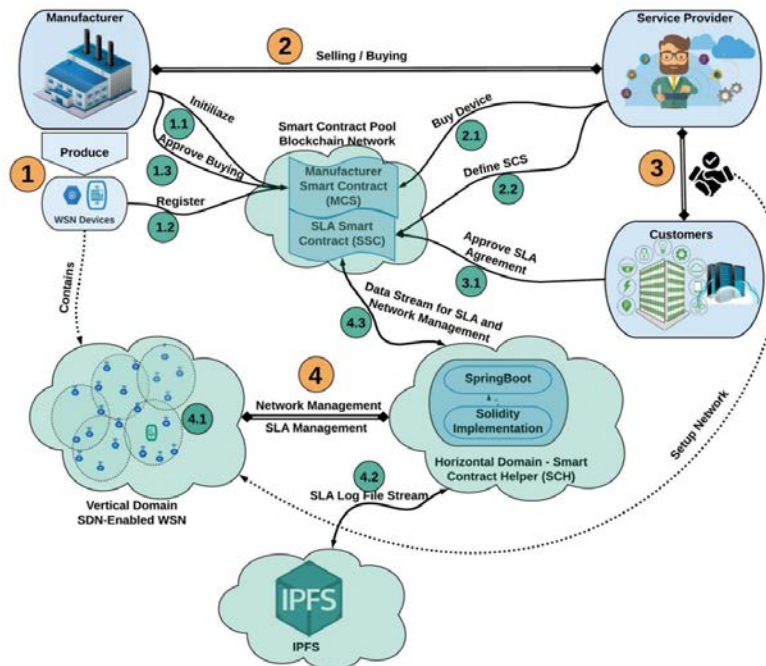 Manufacturer
Service Provider
2
Selling / Buying
Initiliaze
1.1
Approve Buying
1.3
Buy Device
2.1
Smart Contract Pool
Blockchain Network
Define SCS
2.2
Produce
1
WSN Devices
Register
1.2
Manufacturer
Smart Contract
(MCS)
SLA Smart
Contract (SSC)
3
Customers
Approve SLA
Agreement
3.1
Contains
Data Stream for SLA and
Network Management
4.3
4
Network Management
SLA Management
4.1
SpringBoot
Solidity
Implementation
Setup Network
Vertical Domain
SDN-Enabled WSN
Horizontal Domain - Smart
Contract Helper (SCH)
4.2
SLA Log File Stream
IPFS
IPFS